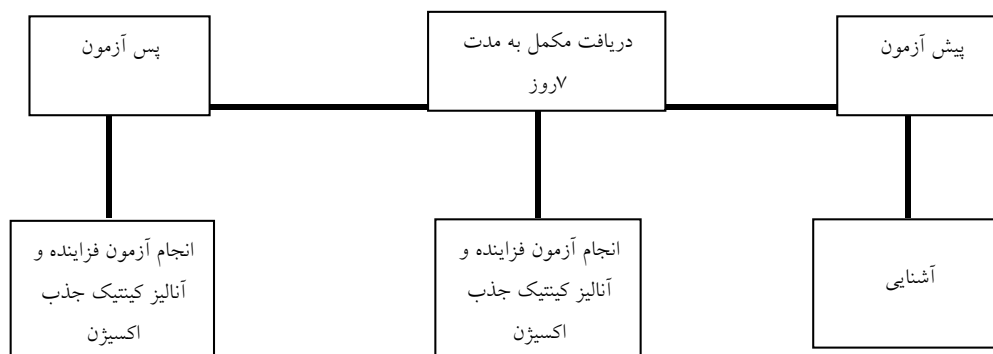 پیش آزمون
دریافت مکمل به مدت
۷روز
پس آزمون
آشنایی
انجام آزمون فزاینده و
آنالیز کینتیک جذب
اکسیژن
انجام آزمون فزاینده و
آنالیز کینتیک جذب
اکسیژن